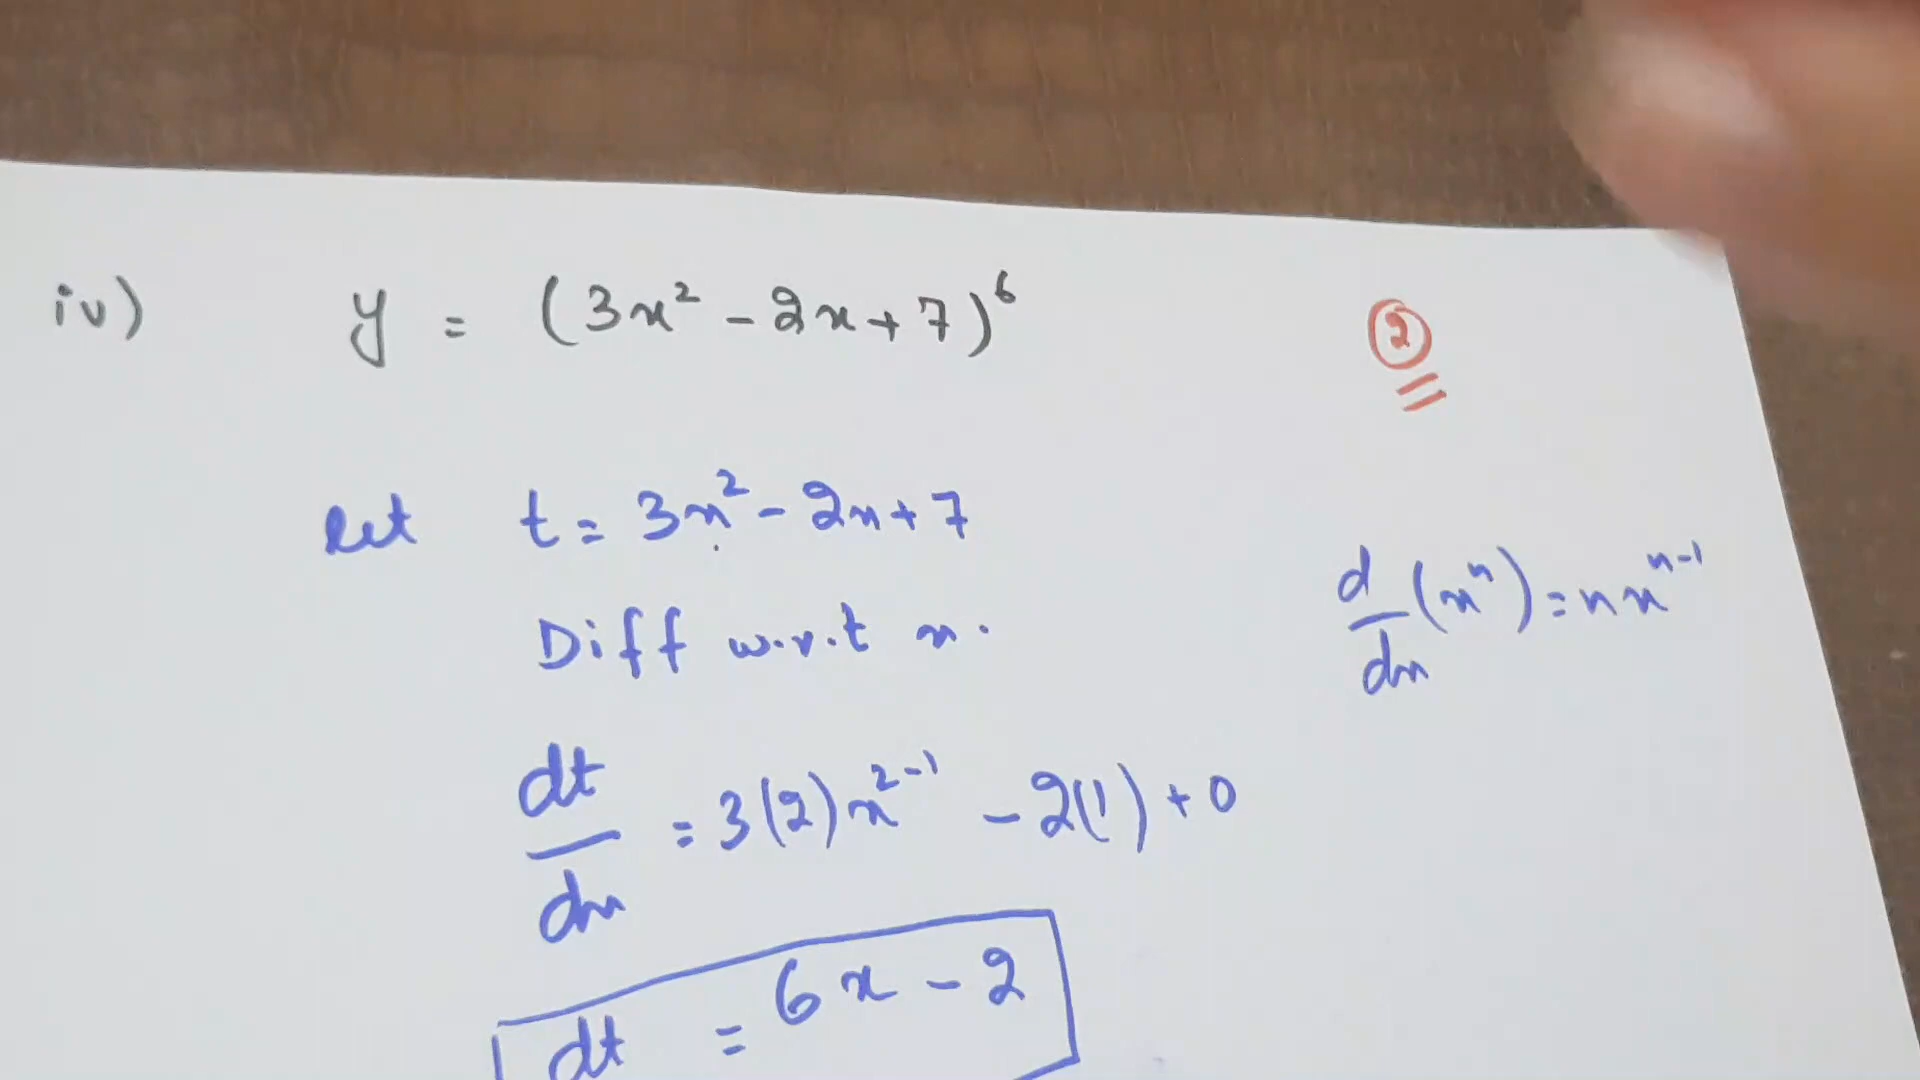 iv) y = (3x² - 2x + 7)⁶
②
let t = 3x² - 2x + 7
Diff w.r.t x.
d/dx (xⁿ) = n xⁿ⁻¹
dt/dx = 3(2)x²⁻¹ - 2(1) + 0
dt = 6x - 2